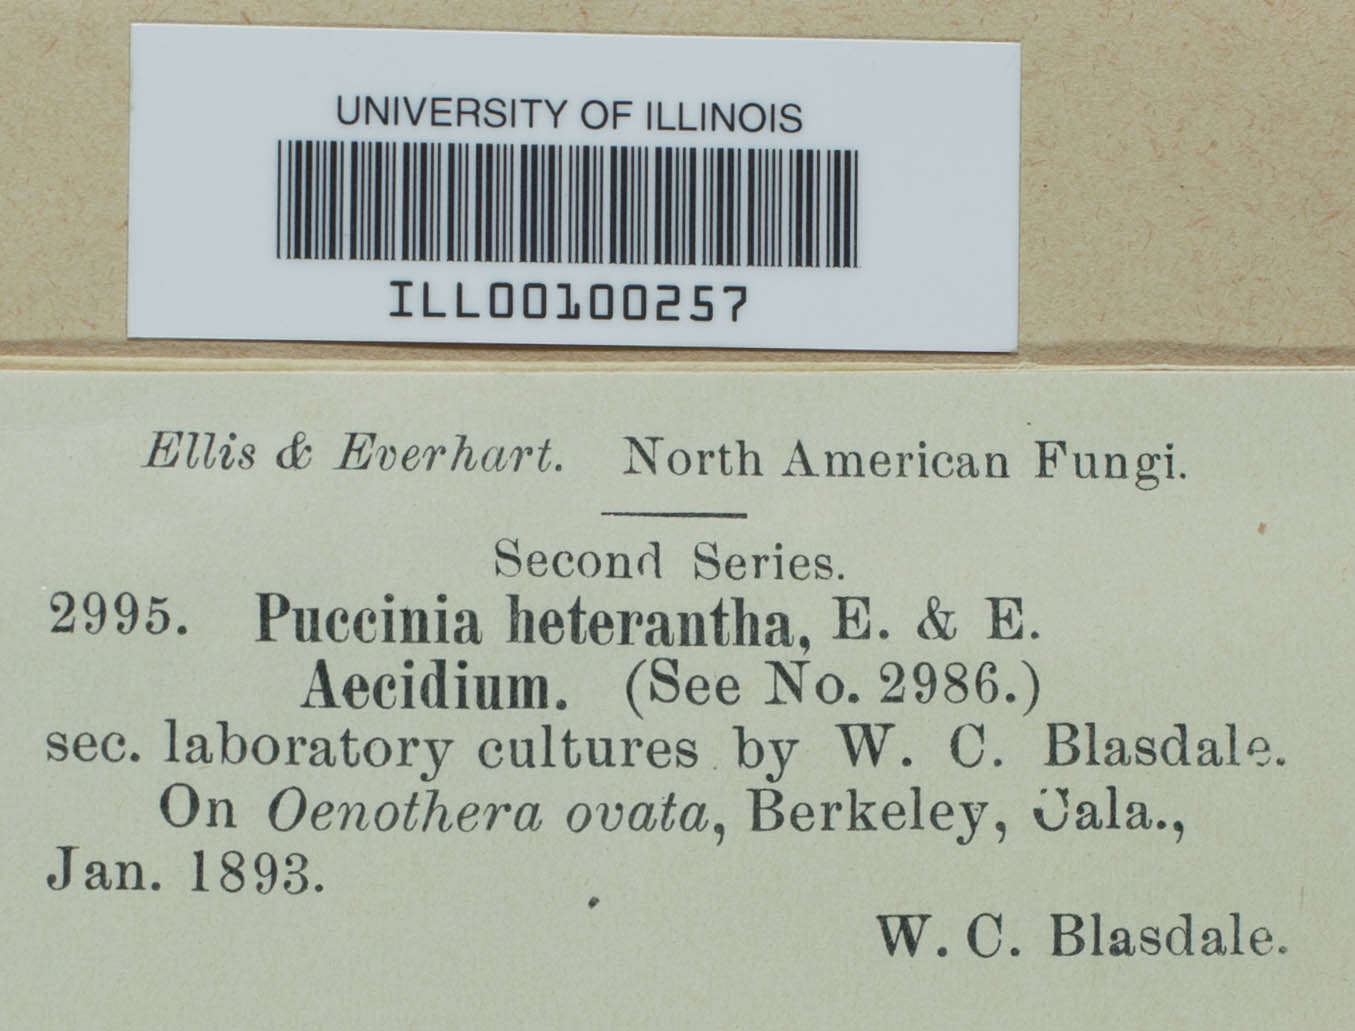 UNIVERSITY OF ILLINOIS
ILL00100257
Ellis & Everhart. North American Fungi.
Second Series.
2995. Puccinia heterantha, E. & E.
Aecidium. (See No. 2986.)
sec. laboratory cultures by W. C. Blasdale.
On Oenothera ovata, Berkeley, Cala.,
Jan. 1893.
W. C. Blasdale.